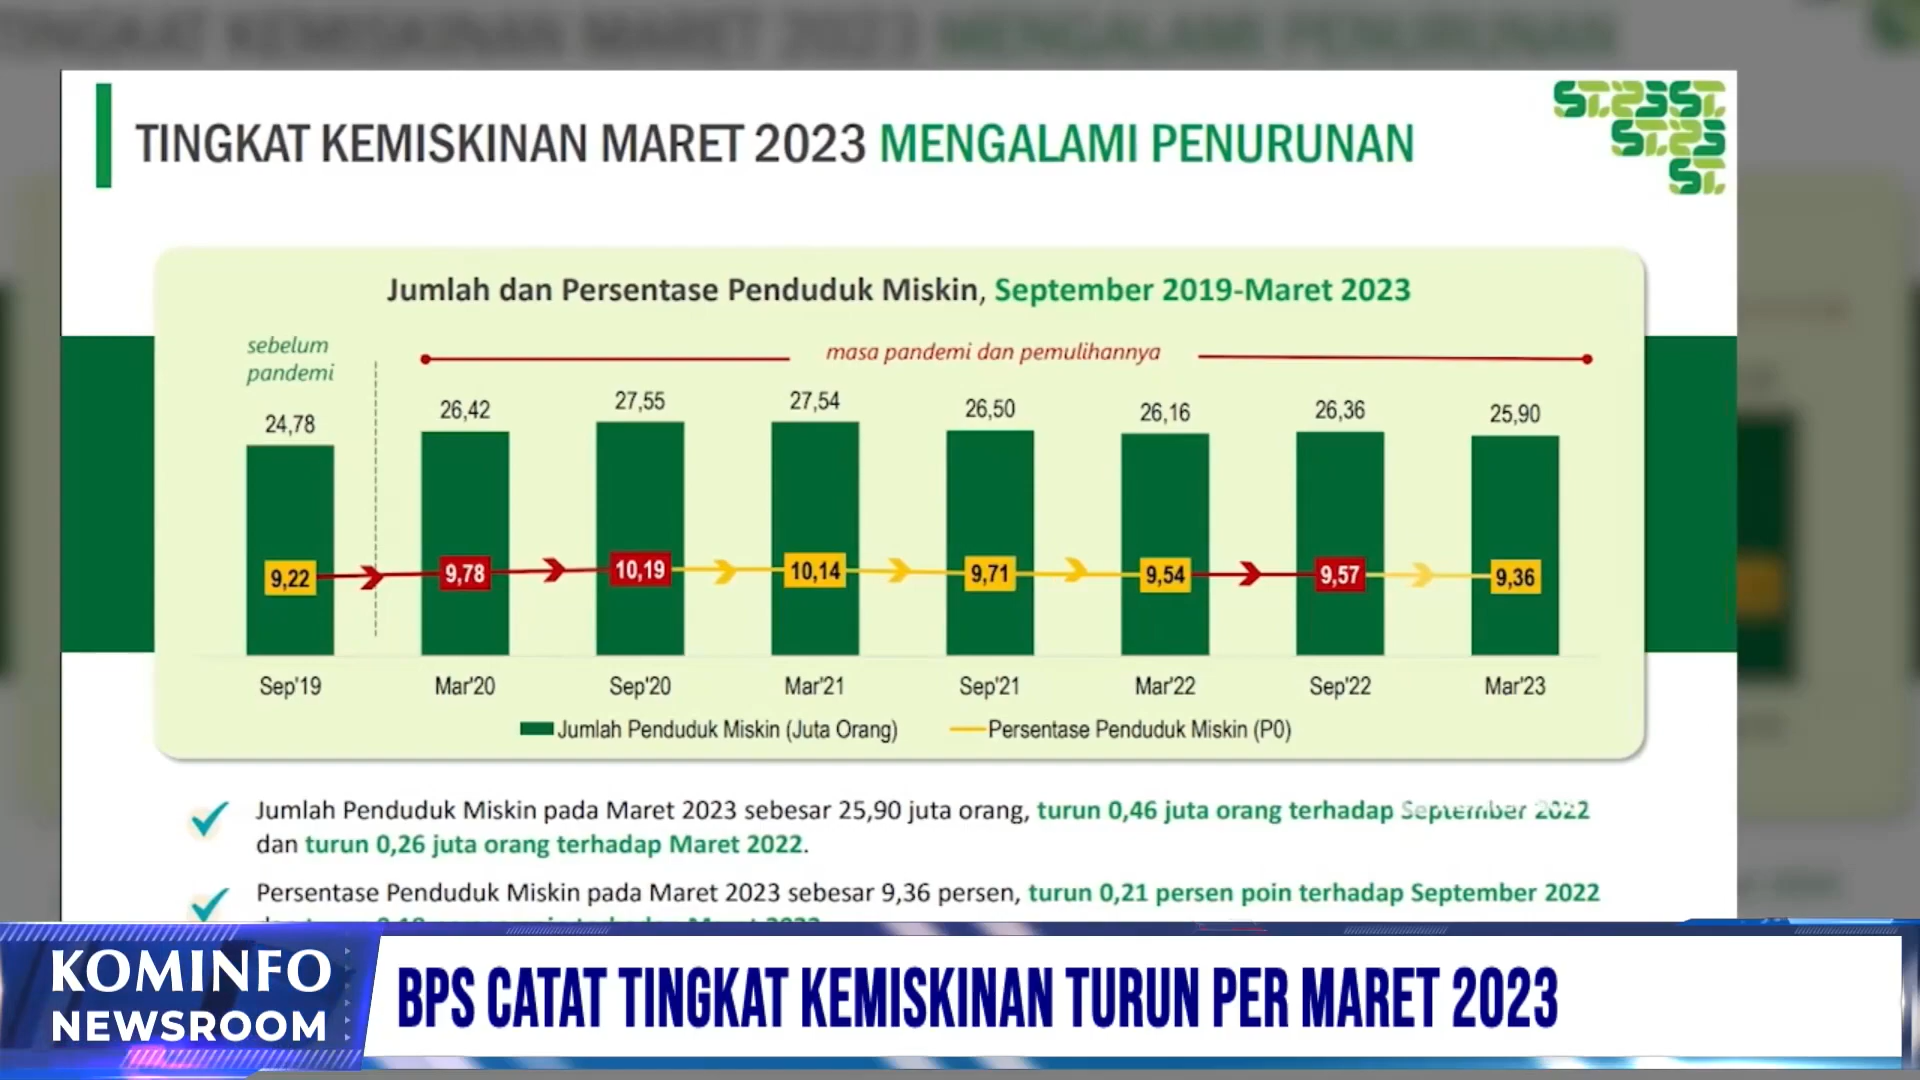 TINGKAT KEMISKINAN MARET 2023 MENGALAMI PENURUNAN
ST2023 ST
ST23
ST
Jumlah dan Persentase Penduduk Miskin, September 2019-Maret 2023
sebelum
pandemi
masa pandemi dan pemulihannya
24,78 26,42 27,55 27,54 26,50 26,16 26,36 25,90
9,22 9,78 10,19 10,14 9,71 9,54 9,57 9,36
Sep'19 Mar'20 Sep'20 Mar'21 Sep'21 Mar'22 Sep'22 Mar'23
Jumlah Penduduk Miskin (Juta Orang) Persentase Penduduk Miskin (P0)
Jumlah Penduduk Miskin pada Maret 2023 sebesar 25,90 juta orang, turun 0,46 juta orang terhadap September 2022
dan turun 0,26 juta orang terhadap Maret 2022.
Persentase Penduduk Miskin pada Maret 2023 sebesar 9,36 persen, turun 0,21 persen poin terhadap September 2022
KOMINFO
NEWSROOM
BPS CATAT TINGKAT KEMISKINAN TURUN PER MARET 2023